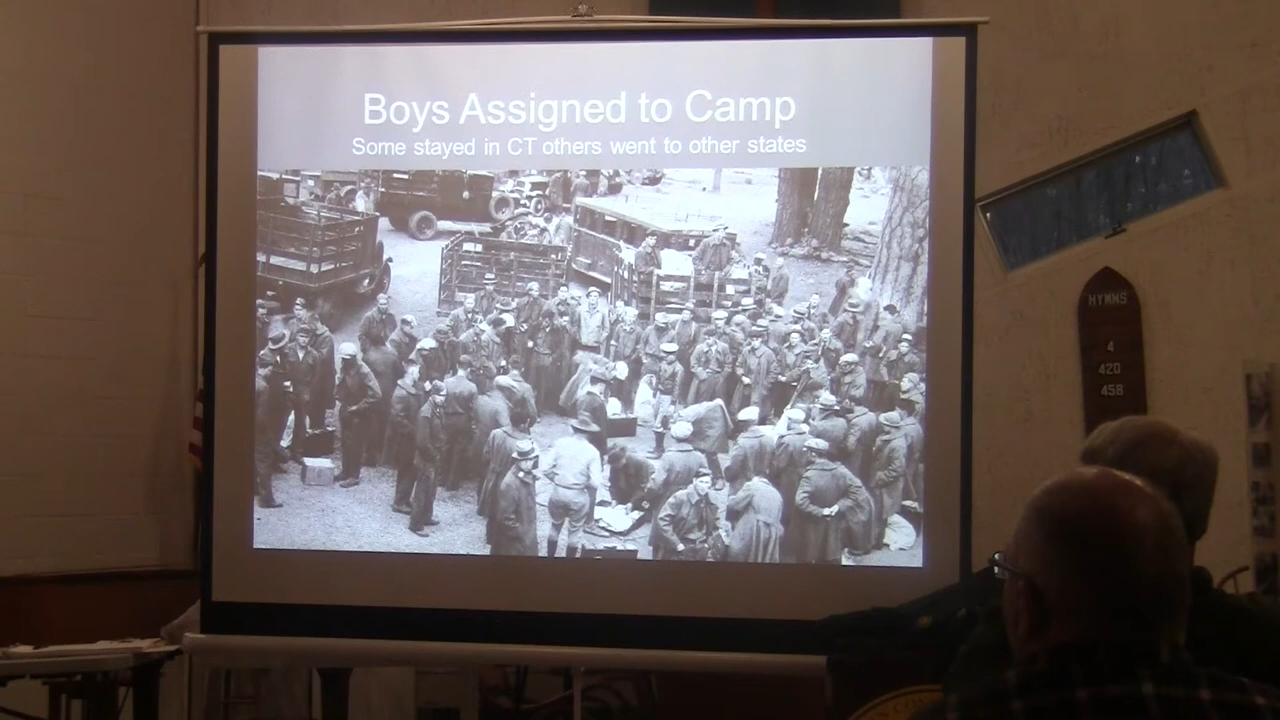 Boys Assigned to Camp
Some stayed in CT others went to other states
HYMNS
4
420
458